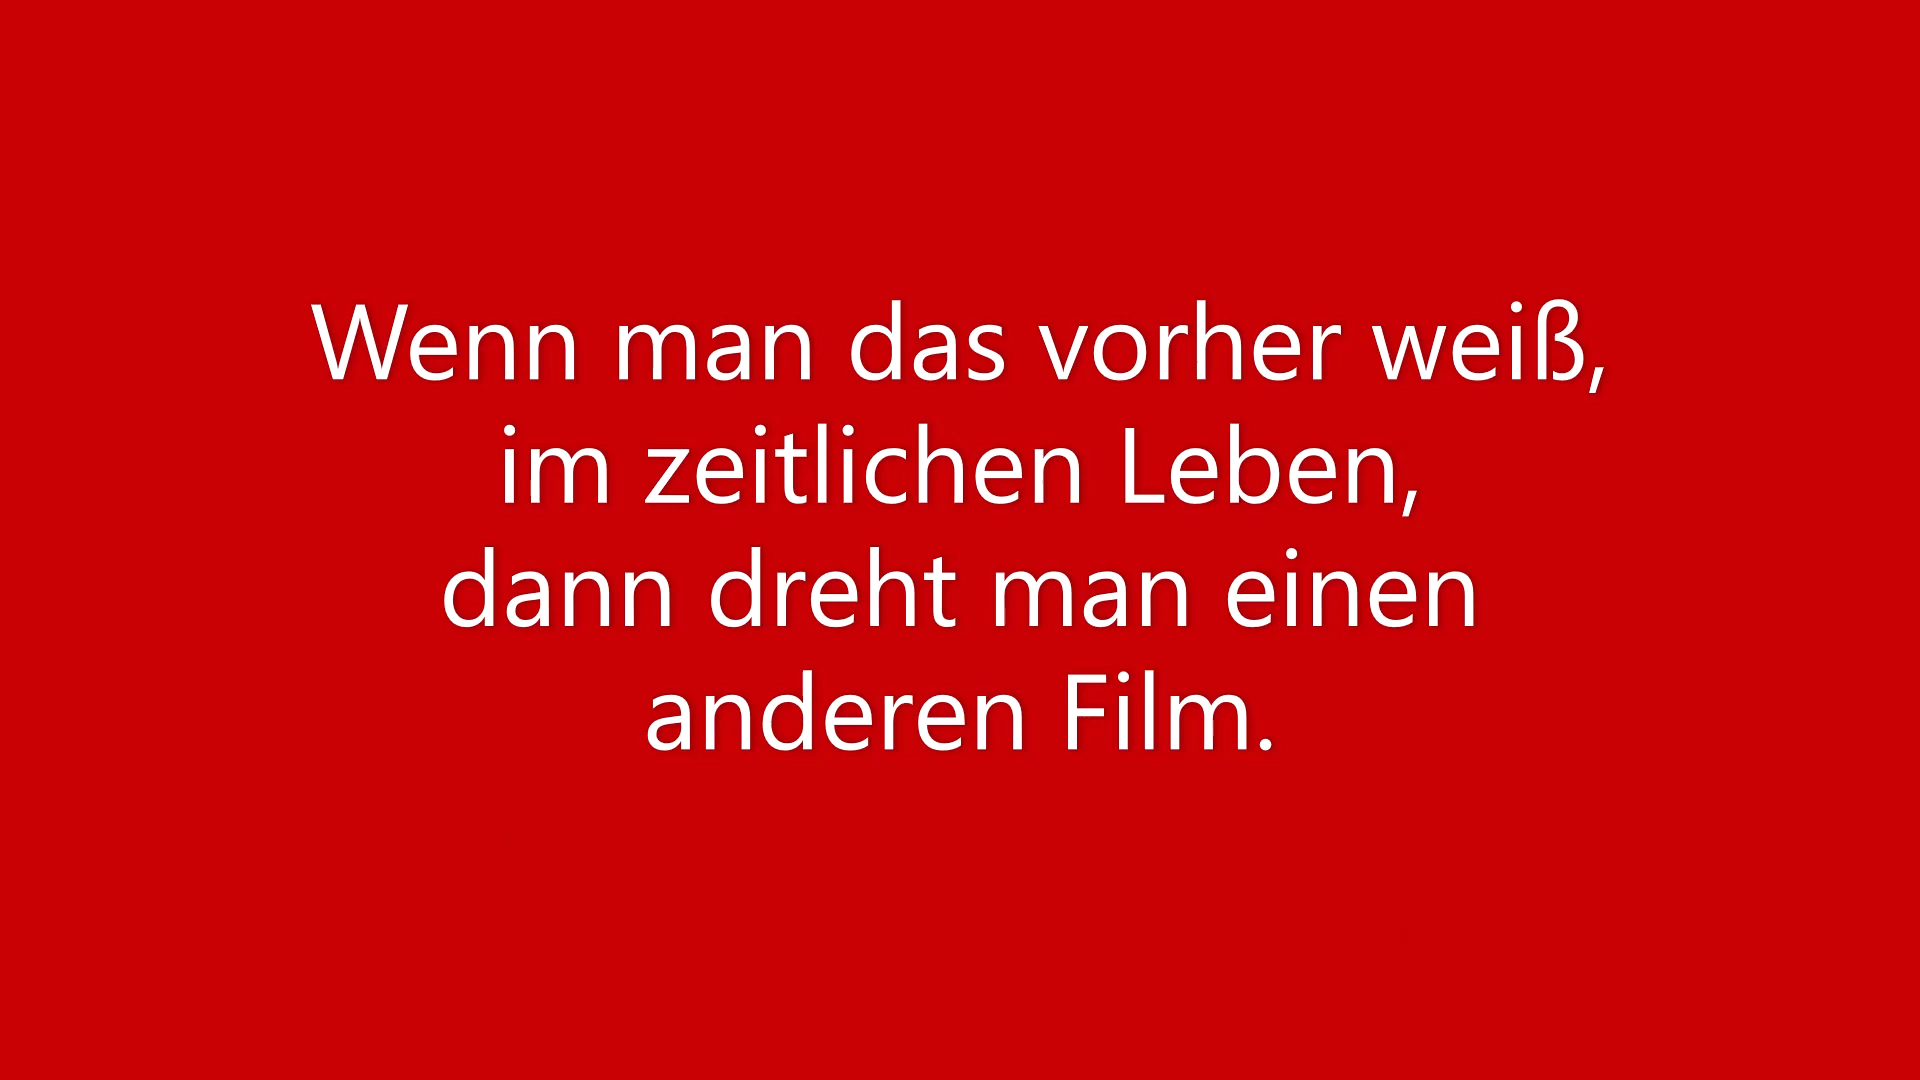 Wenn man das vorher weiß,
im zeitlichen Leben,
dann dreht man einen
anderen Film.